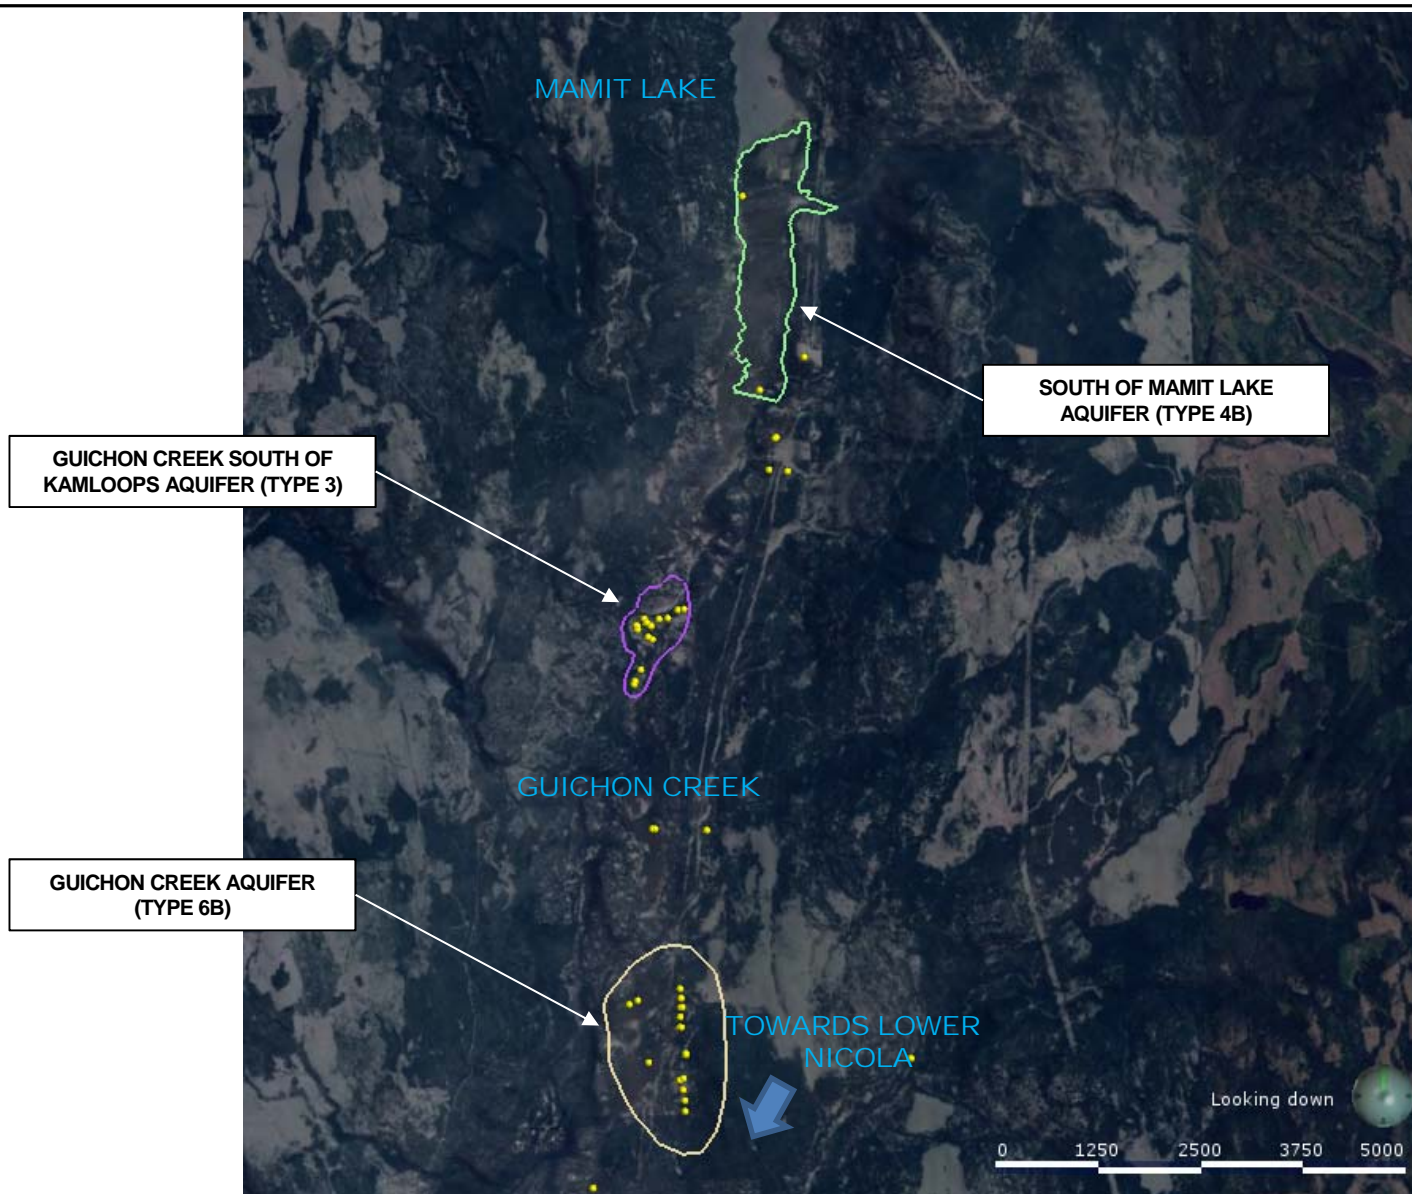 MAMIT LAKE
SOUTH OF MAMIT LAKE
AQUIFER (TYPE 4B)
GUICHON CREEK SOUTH OF
KAMLOOPS AQUIFER (TYPE 3)
GUICHON CREEK
GUICHON CREEK AQUIFER
(TYPE 6B)
TOWARDS LOWER
NICOLA
Looking down
0 1250 2500 3750 5000